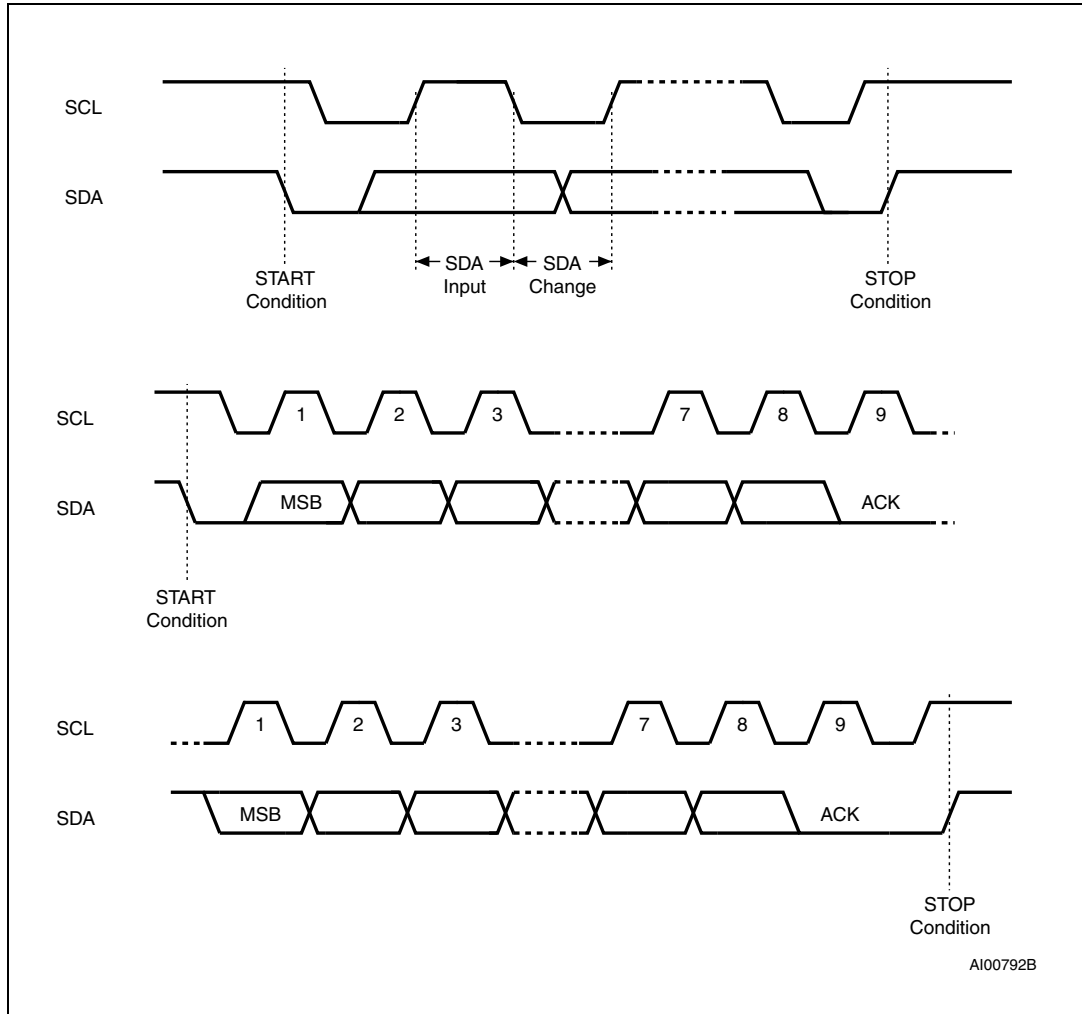 SCL
SDA
SDA
Input
SDA
Change
START
Condition
STOP
Condition
SCL
1
2
3
7
8
9
SDA
MSB
ACK
START
Condition
SCL
1
2
3
7
8
9
SDA
MSB
ACK
STOP
Condition
AI00792B